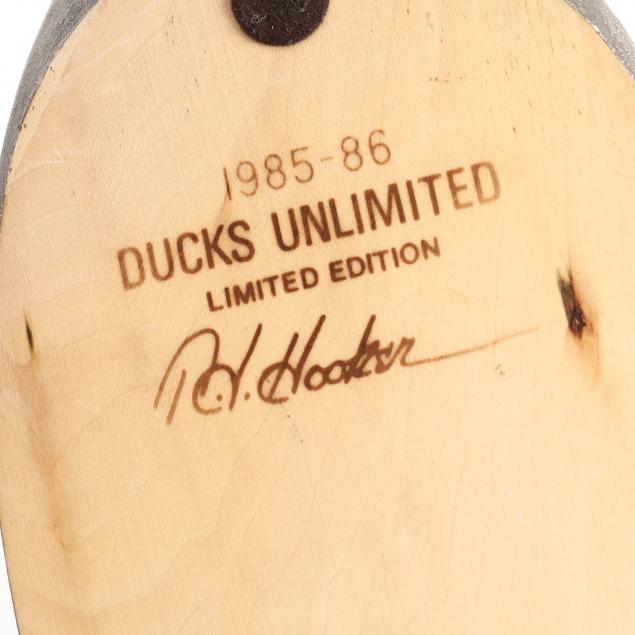 1985-86
DUCKS UNLIMITED
LIMITED EDITION
R.H. Hooker